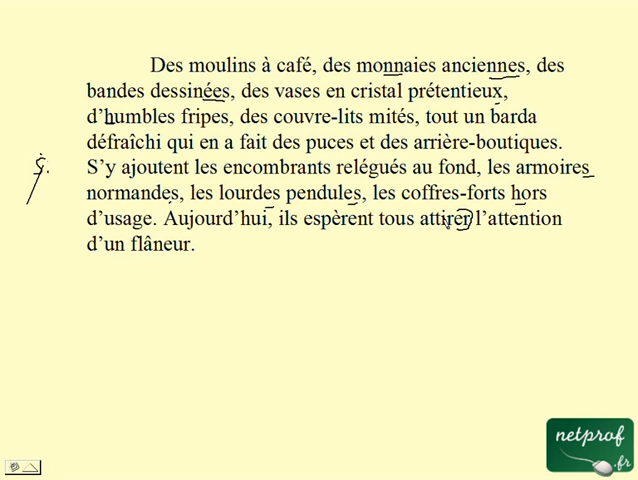 Des moulins à café, des monnaies anciennes, des
bandes dessinées, des vases en cristal prétentieux,
d'humbles fripes, des couvre-lits mités, tout un barda
défraîchi qui en a fait des puces et des arrière-boutiques.
S'y ajoutent les encombrants relégués au fond, les armoires
normandes, les lourdes pendules, les coffres-forts hors
d'usage. Aujourd'hui, ils espèrent tous attirer l'attention
d'un flâneur.
netprof
.fr